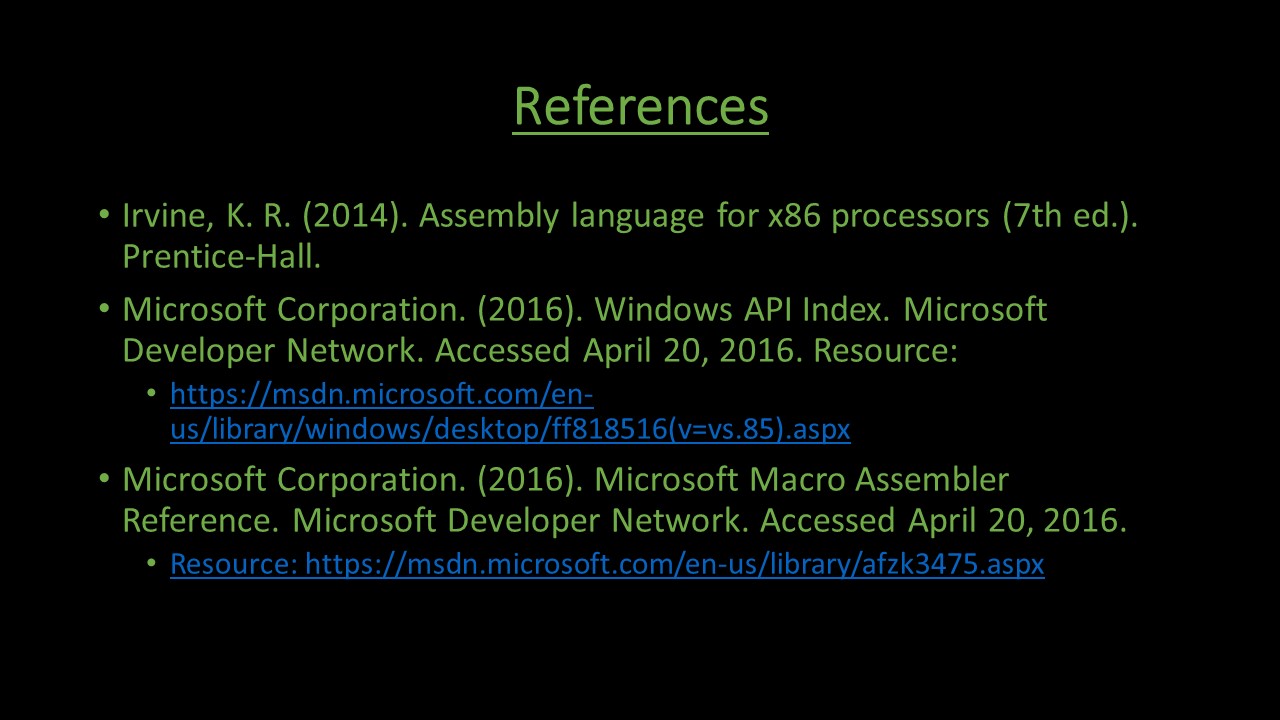 References
• Irvine, K. R. (2014). Assembly language for x86 processors (7th ed.).
Prentice-Hall.
• Microsoft Corporation. (2016). Windows API Index. Microsoft
Developer Network. Accessed April 20, 2016. Resource:
• https://msdn.microsoft.com/en-
us/library/windows/desktop/ff818516(v=vs.85).aspx
• Microsoft Corporation. (2016). Microsoft Macro Assembler
Reference. Microsoft Developer Network. Accessed April 20, 2016.
• Resource: https://msdn.microsoft.com/en-us/library/afzk3475.aspx